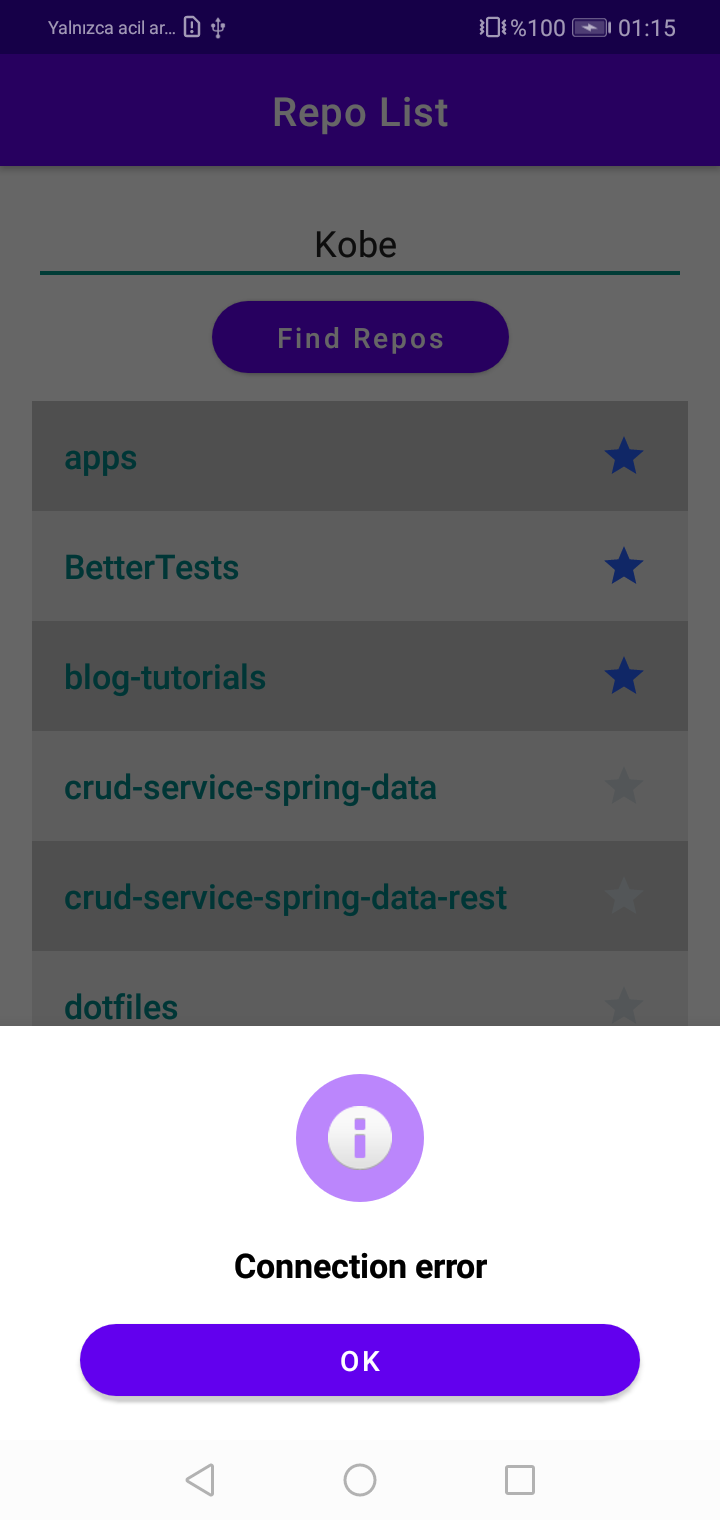 Yalnızca acil ar... %100 01:15
Repo List
Kobe
Find Repos
apps
BetterTests
blog-tutorials
crud-service-spring-data
crud-service-spring-data-rest
dotfiles
Connection error
OK